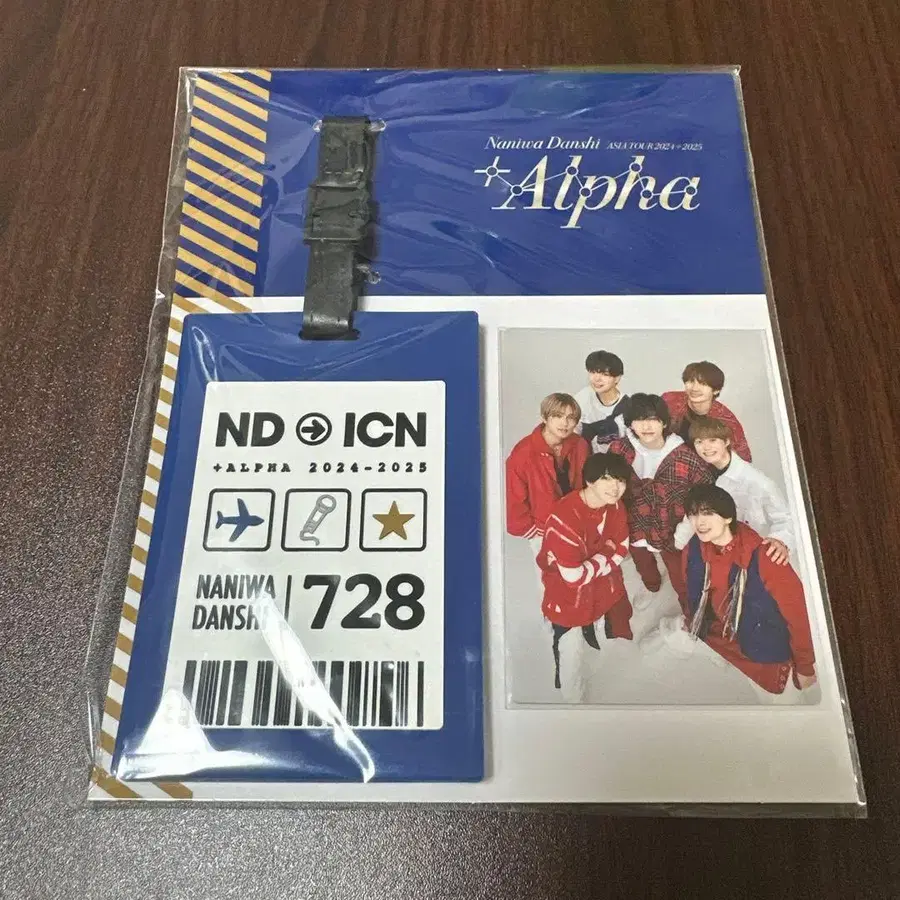 Naniwa Danshi ASIA TOUR 2024+2025
+Alpha
ND ICN
+ALPHA 2024-2025
NANIWA
DANSHI
728